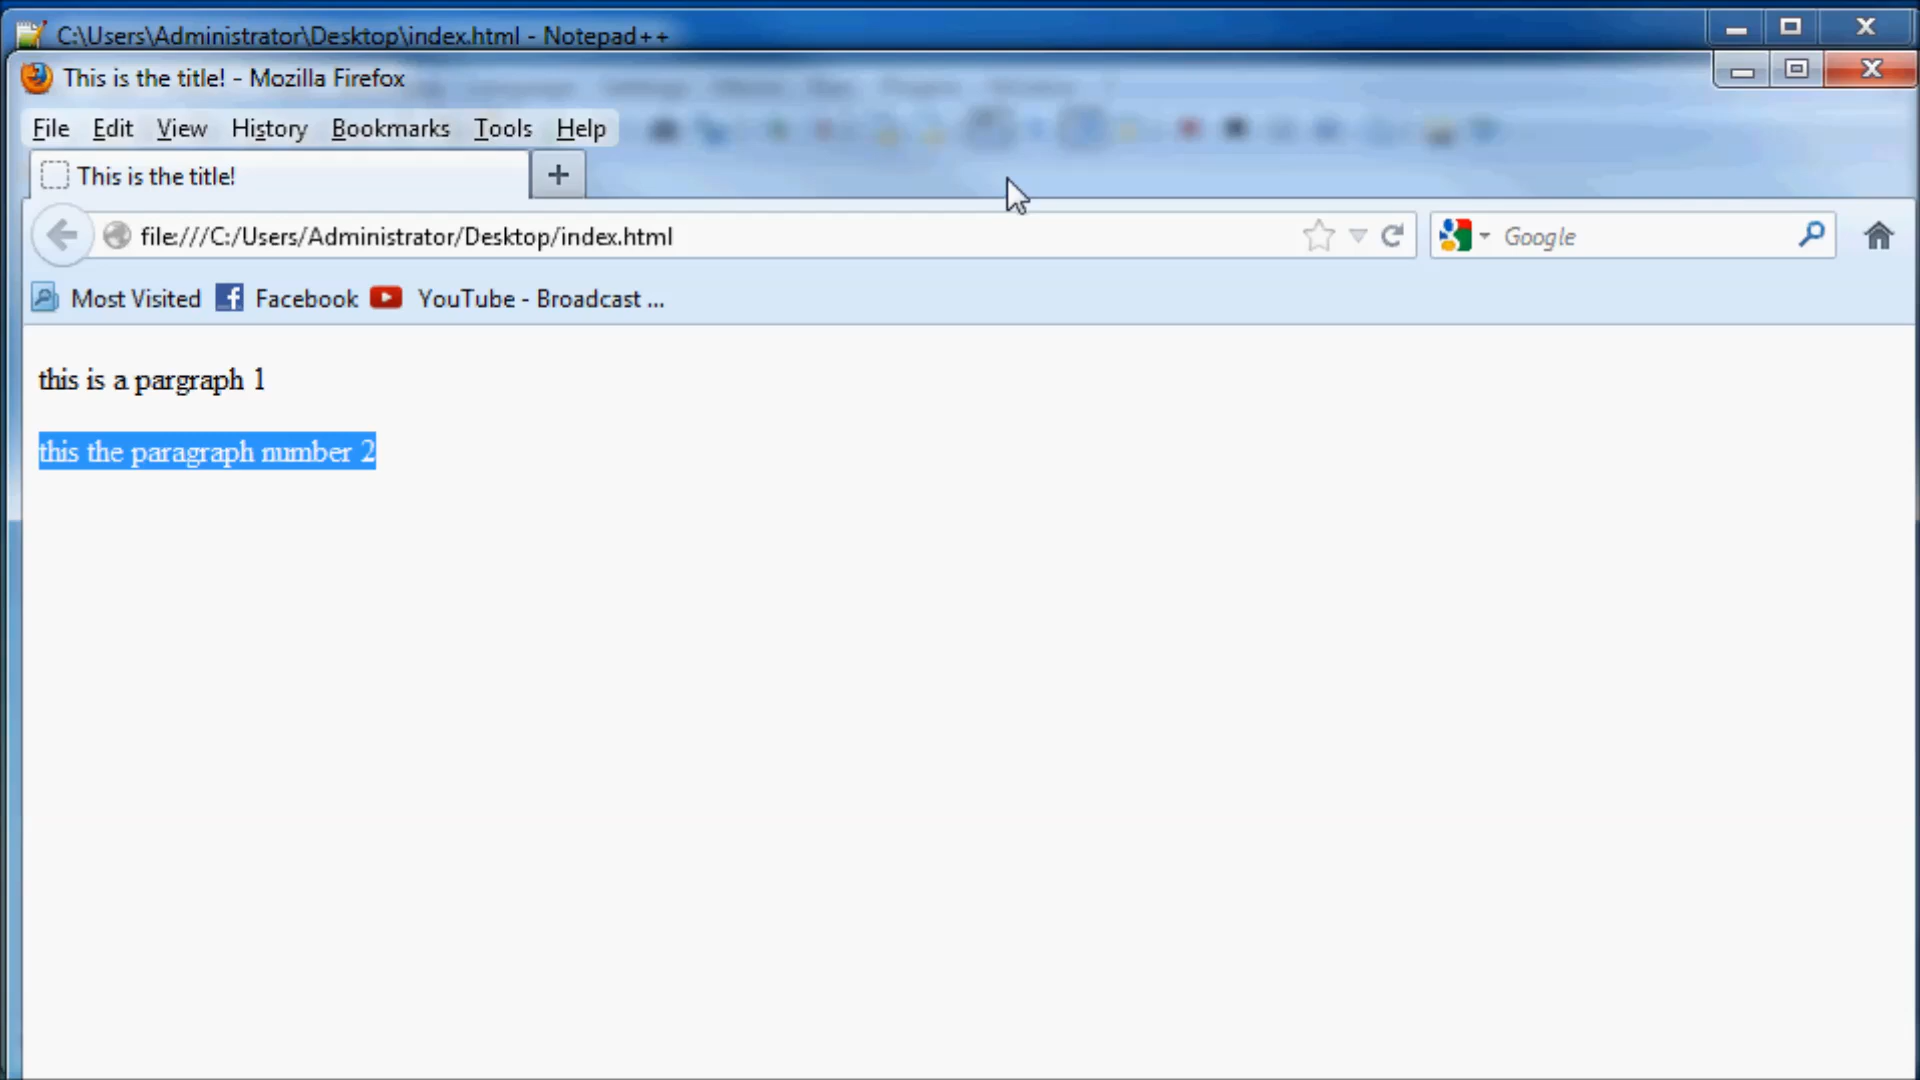 C:\Users\Administrator\Desktop\index.html - Notepad++
This is the title! - Mozilla Firefox
File Edit View History Bookmarks Tools Help
This is the title!
file:///C:/Users/Administrator/Desktop/index.html Google
Most Visited Facebook YouTube - Broadcast ...
this is a pargraph 1
this the paragraph number 2